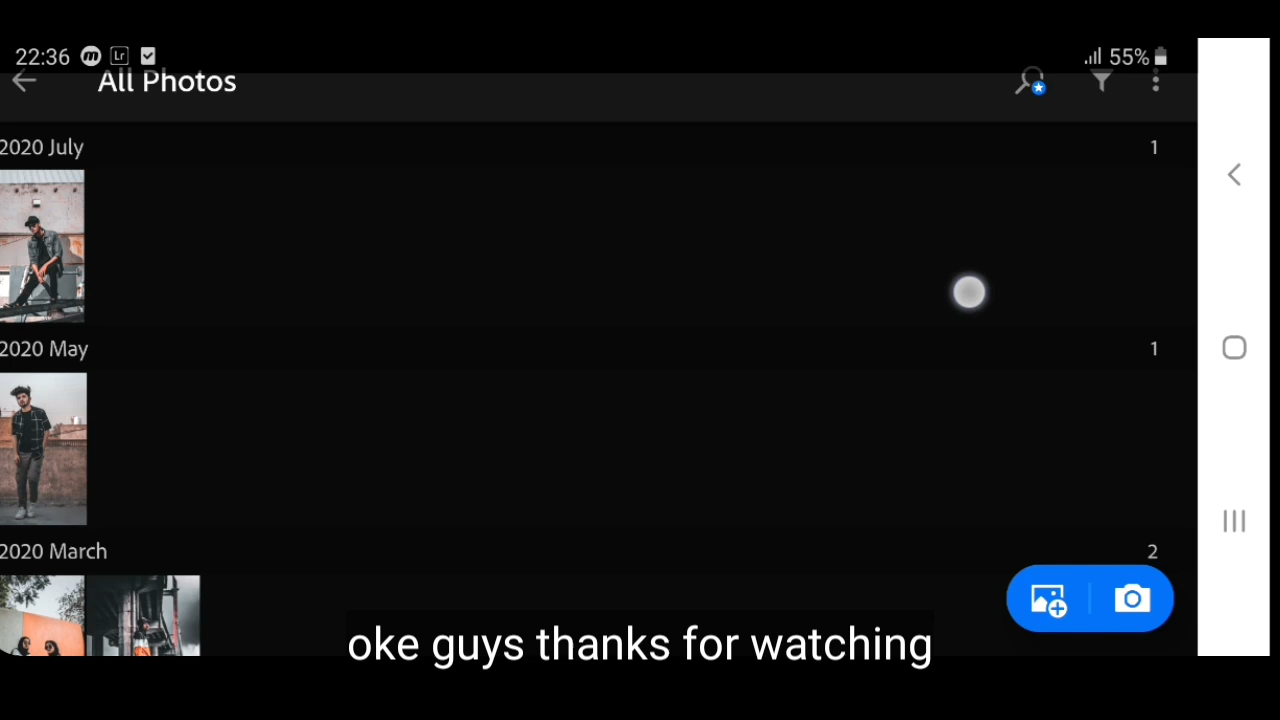 22:36 m Lr 55%
All Photos
2020 July 1
2020 May 1
2020 March 2
oke guys thanks for watching